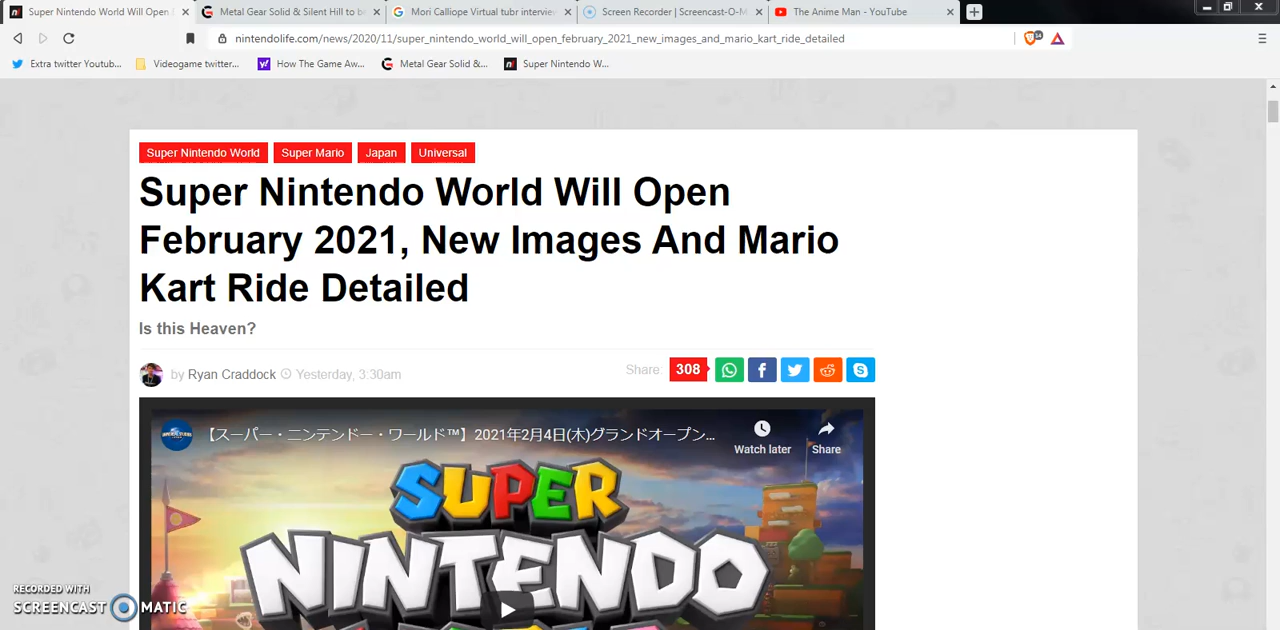 Super Nintendo World Will Open
Metal Gear Solid & Silent Hill to b
Mori Calliope Virtual tubr intervie
Screen Recorder | Screencast-O-M
The Anime Man - YouTube
nintendolife.com/news/2020/11/super_nintendo_world_will_open_february_2021_new_images_and_mario_kart_ride_detailed
Extra twitter Youtub...
Videogame twitter...
How The Game Aw...
Metal Gear Solid &...
Super Nintendo W...
Super Nintendo World
Super Mario
Japan
Universal
Super Nintendo World Will Open
February 2021, New Images And Mario
Kart Ride Detailed
Is this Heaven?
by Ryan Craddock Yesterday, 3:30am
Share: 308
【スーパー・ニンテンドー・ワールド™】2021年2月4日(木)グランドオープン...
Watch later
Share
SUPER
NINTENDO
RECORDED WITH
SCREENCAST MATIC